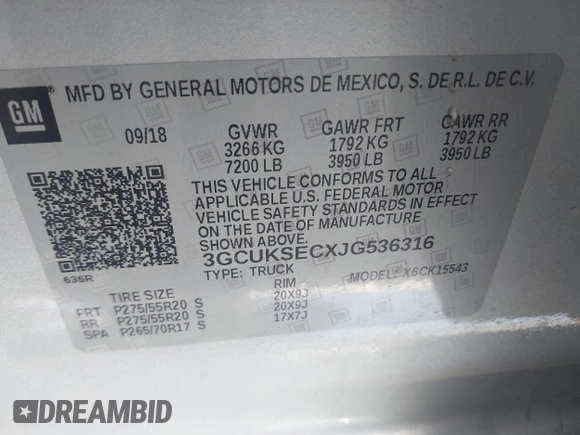 GM
MFD BY GENERAL MOTORS DE MEXICO, S. DE R.L. DE C.V.
09/18 GVWR GAWR FRT GAWR RR
3266 KG 1792 KG 1792 KG
7200 LB 3950 LB 3950 LB
THIS VEHICLE CONFORMS TO ALL
APPLICABLE U.S. FEDERAL MOTOR
VEHICLE SAFETY STANDARDS IN EFFECT
ON THE DATE OF MANUFACTURE
SHOWN ABOVE.
3GCUKSECXJG536316
636R TYPE: TRUCK MODEL: X6CK15543
TIRE SIZE RIM
FRT P275/55R20 S 20X9J
RR P275/55R20 S 20X9J
SPA P265/70R17 S 17X7J
DREAMBID